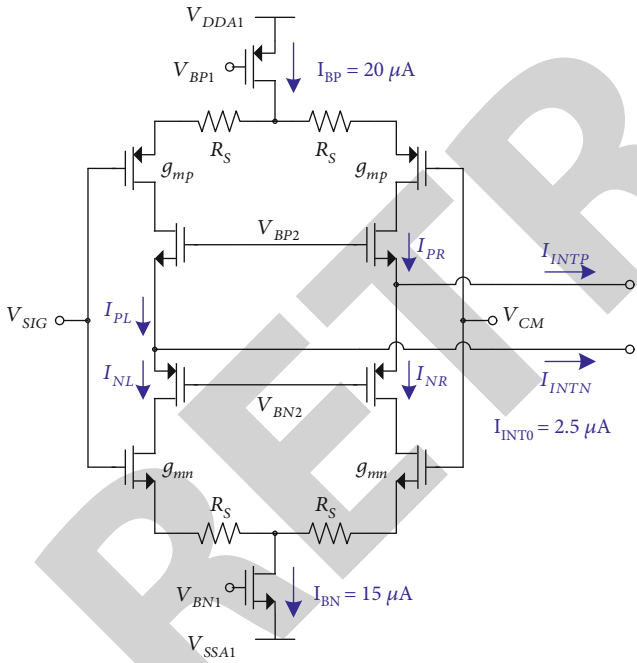 V_DDA1
V_BP1
I_BP = 20 μA
R_S
R_S
g_mp
g_mp
V_BP2
I_PR
I_INTP
V_SIG
I_PL
V_CM
I_NL
I_NR
I_INTN
V_BN2
I_INT0 = 2.5 μA
g_mn
g_mn
R_S
R_S
V_BN1
I_BN = 15 μA
V_SSA1
RETR